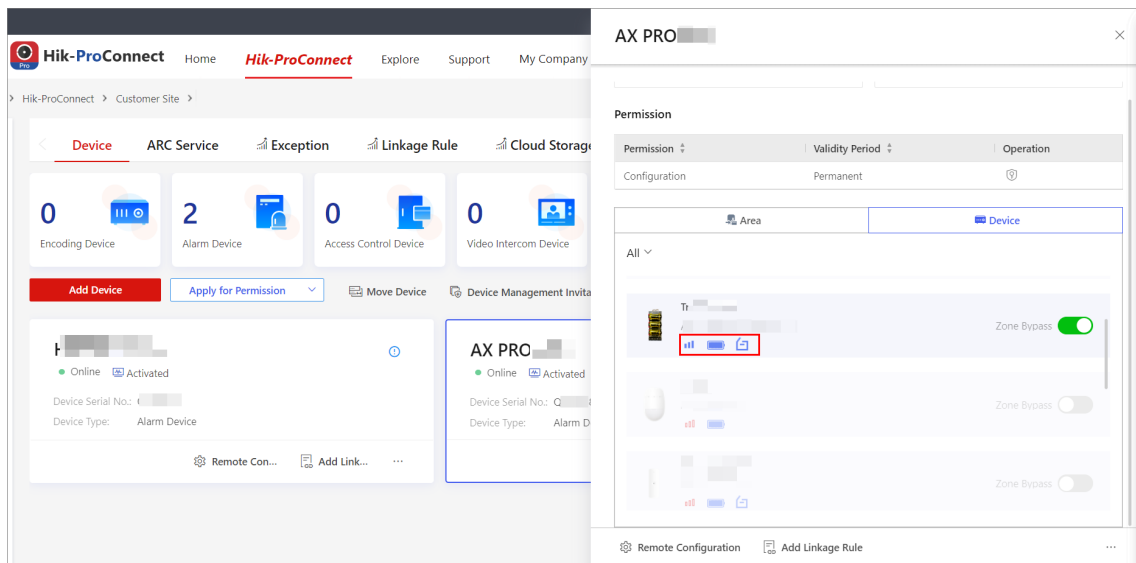 AX PRO
Pro
Hik-ProConnect Home Hik-ProConnect Explore Support My Company
Hik-ProConnect > Customer Site >
Permission
Device ARC Service Exception Linkage Rule Cloud Storage
Permission Validity Period Operation
Configuration Permanent
0 2 0 0
Encoding Device Alarm Device Access Control Device Video Intercom Device
Area Device
All
Add Device Apply for Permission Move Device Device Management Invita
Tr
Zone Bypass
AX PRO
Online Activated
Online Activated
Device Serial No.:
Device Type: Alarm Device
Device Serial No.: Q
Device Type: Alarm D
Zone Bypass
Remote Con... Add Link... ...
Zone Bypass
Remote Configuration Add Linkage Rule ...